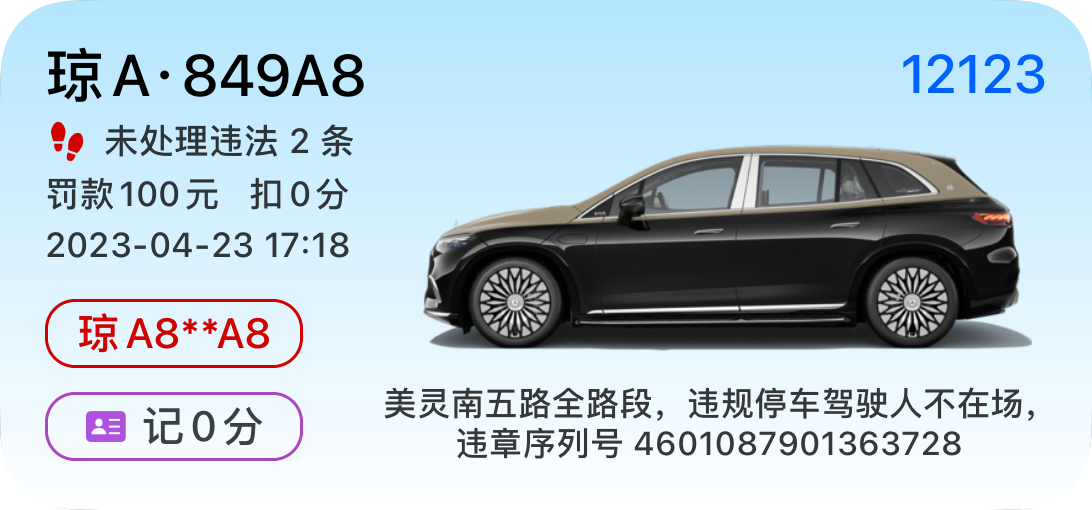 琼A·849A8
12123
未处理违法 2 条
罚款100元 扣0分
2023-04-23 17:18
琼A8**A8
记0分
美灵南五路全路段，违规停车驾驶人不在场，
违章序列号 4601087901363728